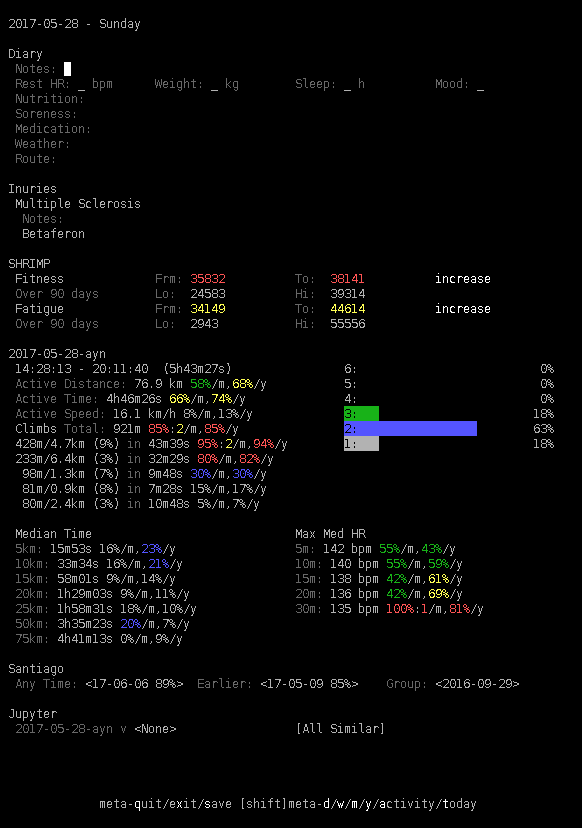 2017-05-28 - Sunday
Diary
Notes:
Rest HR: _ bpm Weight: _ kg Sleep: _ h Mood: _
Nutrition:
Soreness:
Medication:
Weather:
Route:
Inuries
Multiple Sclerosis
Notes:
Betaferon
SHRIMP
Fitness Frm: 35832 To: 38141 increase
Over 90 days Lo: 24583 Hi: 39314
Fatigue Frm: 34149 To: 44614 increase
Over 90 days Lo: 2943 Hi: 55556
2017-05-28-ayn
14:28:13 - 20:11:40 (5h43m27s) 6: 0%
Active Distance: 76.9 km 58%/m,68%/y 5: 0%
Active Time: 4h46m26s 66%/m,74%/y 4: 0%
Active Speed: 16.1 km/h 8%/m,13%/y 3: 18%
Climbs Total: 921m 85%:2/m,85%/y 2: 63%
428m/4.7km (9%) in 43m39s 95%:2/m,94%/y 1: 18%
233m/6.4km (3%) in 32m29s 80%/m,82%/y
98m/1.3km (7%) in 9m48s 30%/m,30%/y
81m/0.9km (8%) in 7m28s 15%/m,17%/y
80m/2.4km (3%) in 10m48s 5%/m,7%/y
Median Time Max Med HR
5km: 15m53s 16%/m,23%/y 5m: 142 bpm 55%/m,43%/y
10km: 33m34s 16%/m,21%/y 10m: 140 bpm 55%/m,59%/y
15km: 58m01s 9%/m,14%/y 15m: 138 bpm 42%/m,61%/y
20km: 1h29m03s 9%/m,11%/y 20m: 136 bpm 42%/m,69%/y
25km: 1h58m31s 18%/m,10%/y 30m: 135 bpm 100%:1/m,81%/y
50km: 3h35m23s 20%/m,7%/y
75km: 4h41m13s 0%/m,9%/y
Santiago
Any Time: <17-06-06 89%> Earlier: <17-05-09 85%> Group: <2016-09-29>
Jupyter
2017-05-28-ayn v <None> [All Similar]
meta-quit/exit/save [shift]meta-d/w/m/y/activity/today